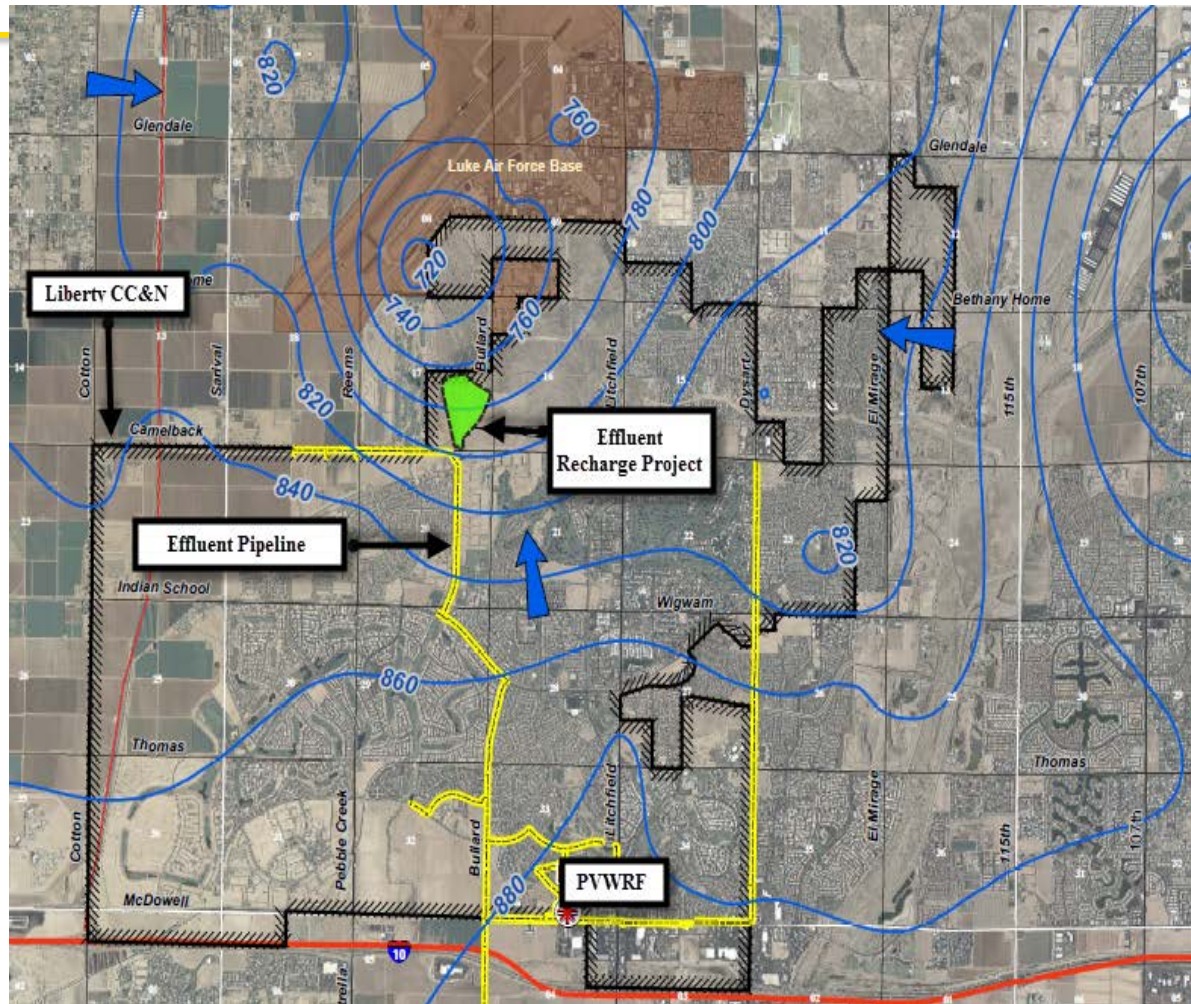 820
Glendale
760
Glendale
Luke Air Force Base
780
800
720
Liberty CC&N
ome
740
760
Bethany Home
Cotton
Sarival
Reems
Bullard
Litchfield
Dysart
El Mirage
115th
107th
820
Camelback
Effluent
Recharge Project
840
Effluent Pipeline
820
Indian School
Wigwam
860
Thomas
Thomas
Cotton
Pebble Creek
Bullard
Litchfield
El Mirage
115th
107th
PVWRF
880
McDowell
10
trella